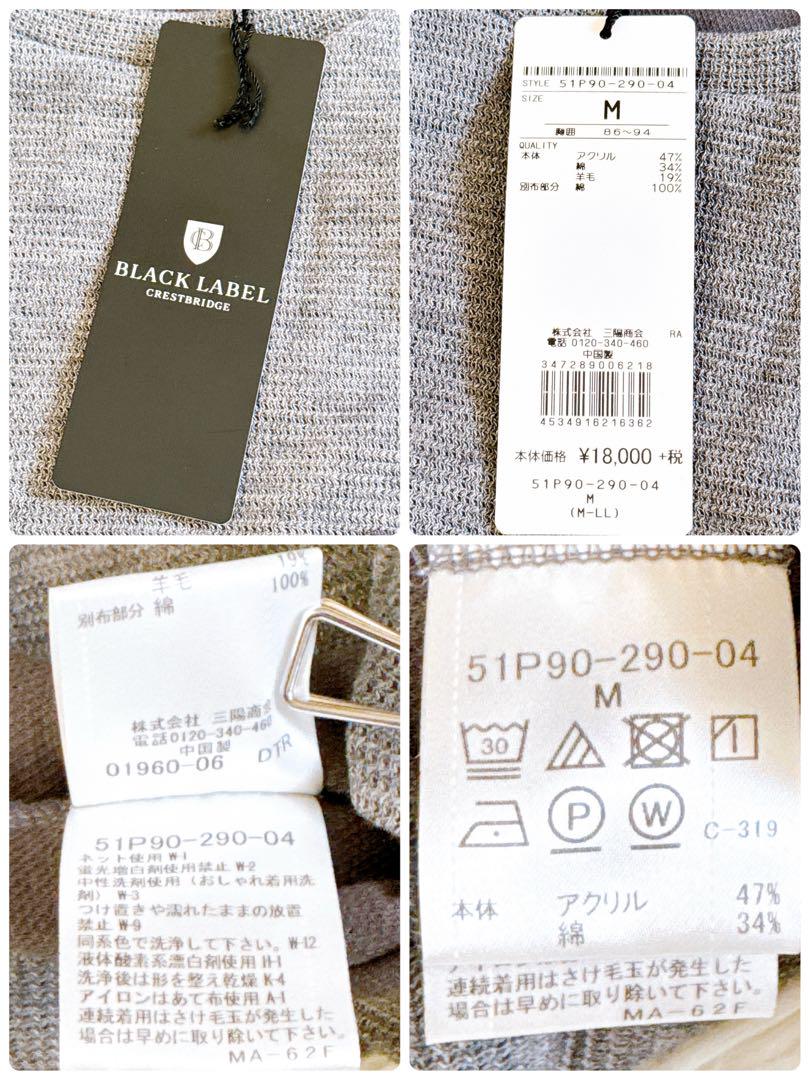 CB
BLACK LABEL
CRESTBRIDGE
STYLE 51P90-290-04
SIZE
M
胸囲 86~94
QUALITY
本体 アクリル 47%
綿 34%
羊毛 19%
別布部分 綿 100%
株式会社 三陽商会 RA
電話 0120-340-460
中国製
347289006218
4534916216362
本体価格 ¥18,000 +税
51P90-290-04
M
(M-LL)
19%
羊毛
別布部分 綿 100%
株式会社 三陽商会
電話0120-340-460
中国製
01960-06 DTR
51P90-290-04
ネット使用 W-1
蛍光増白剤使用禁止 W-2
中性洗剤使用(おしゃれ着用洗
剤) W-3
つけ置きや濡れたままの放置
禁止 W-9
同系色で洗浄して下さい。W-12
液体酸素系漂白剤使用 H-1
洗浄後は形を整え乾燥 K-4
アイロンはあて布使用 A-1
連続着用はさけ毛玉が発生した
場合は早めに取り除いて下さい。
MA-62F
51P90-290-04
M
30
P W C-319
本体 アクリル 47%
綿 34%
連続着用はさけ毛玉が発生した
場合は早めに取り除いて下さい。
MA-62F